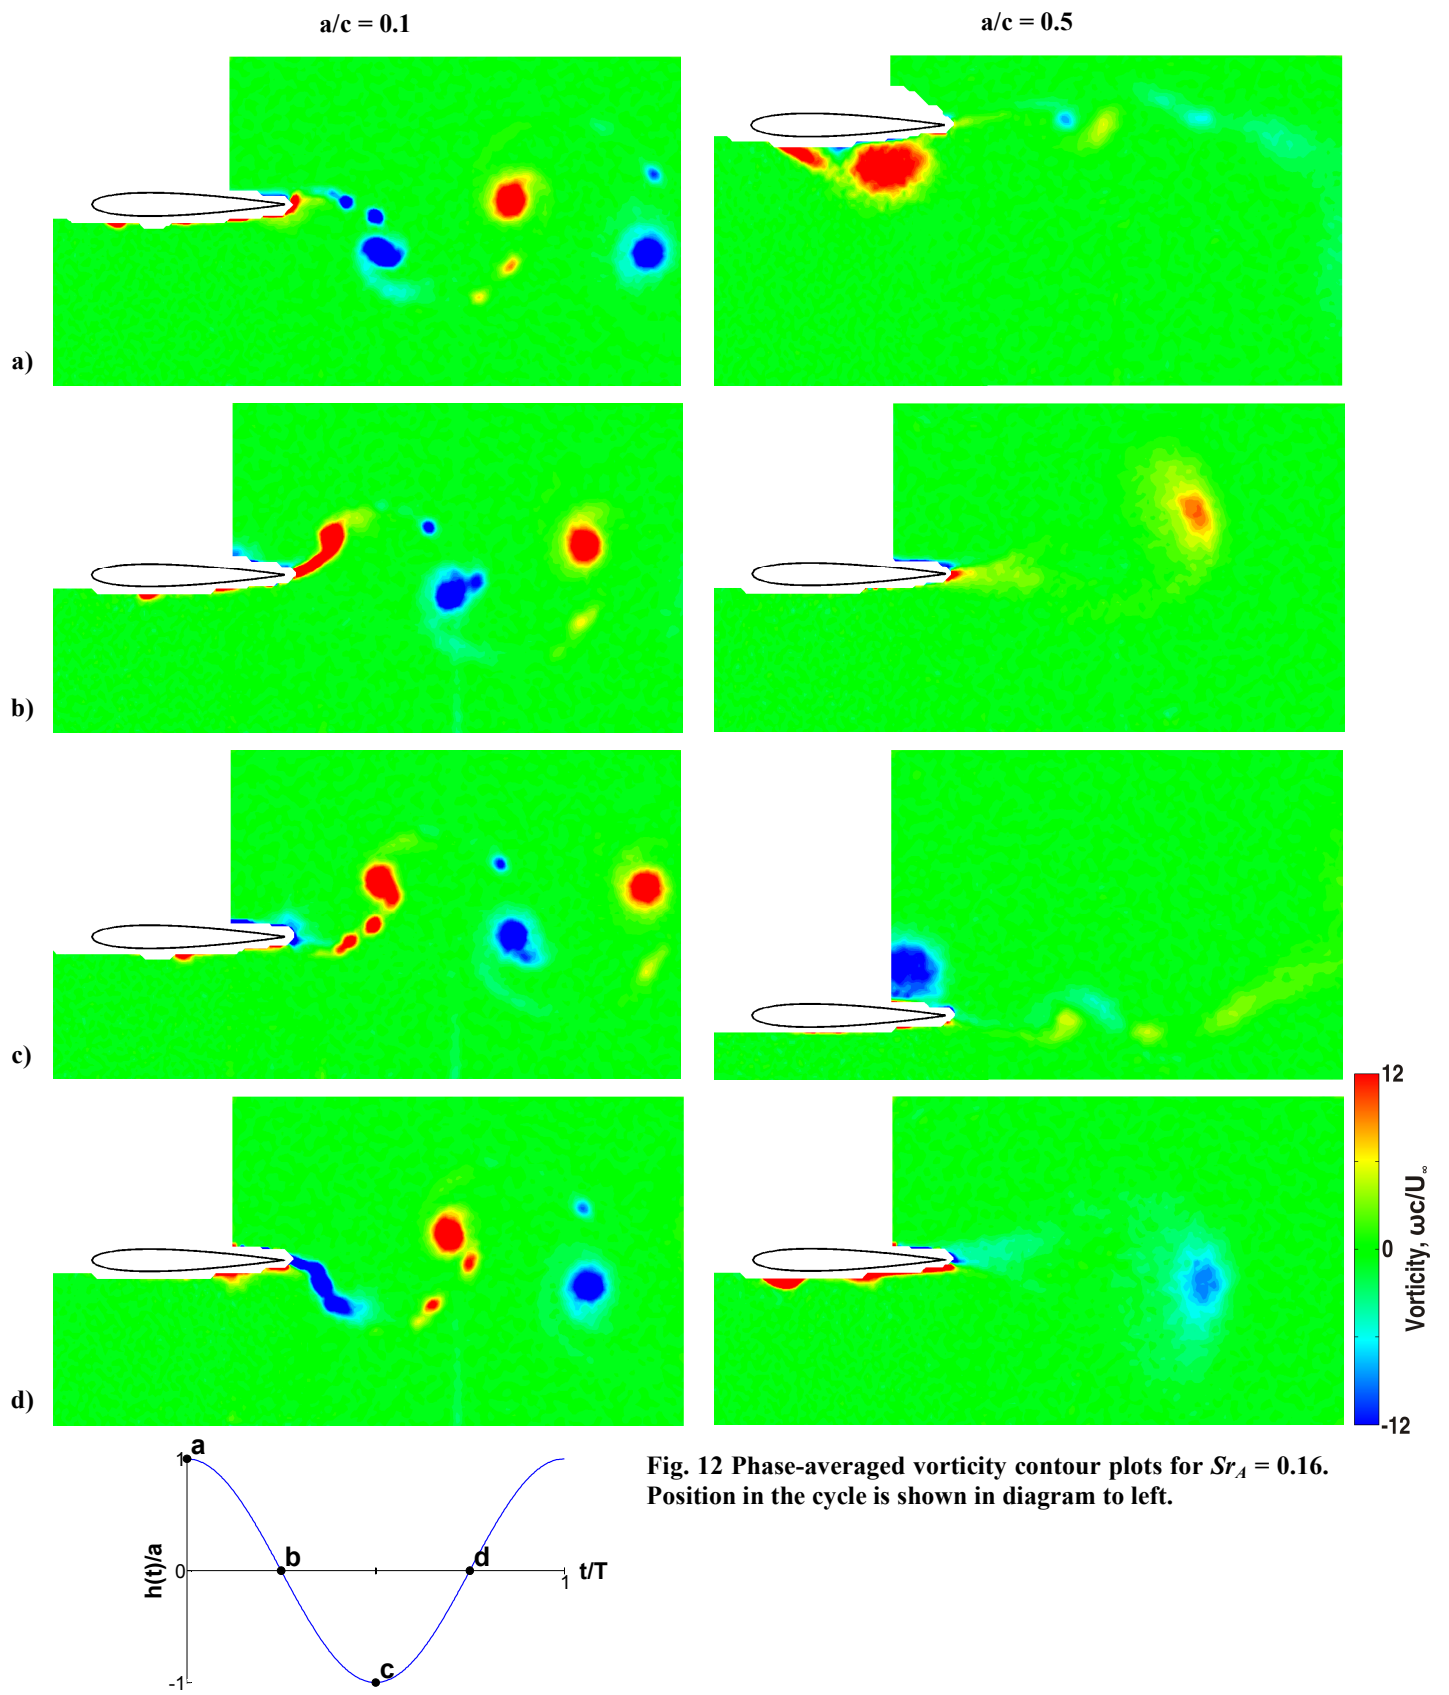 a/c = 0.1
a/c = 0.5
a)
b)
c)
d)
12
0
-12
Vorticity, ωc/U∞
Fig. 12 Phase-averaged vorticity contour plots for SrA = 0.16.
Position in the cycle is shown in diagram to left.
1
a
b
d
0
t/T
1
h(t)/a
c
-1